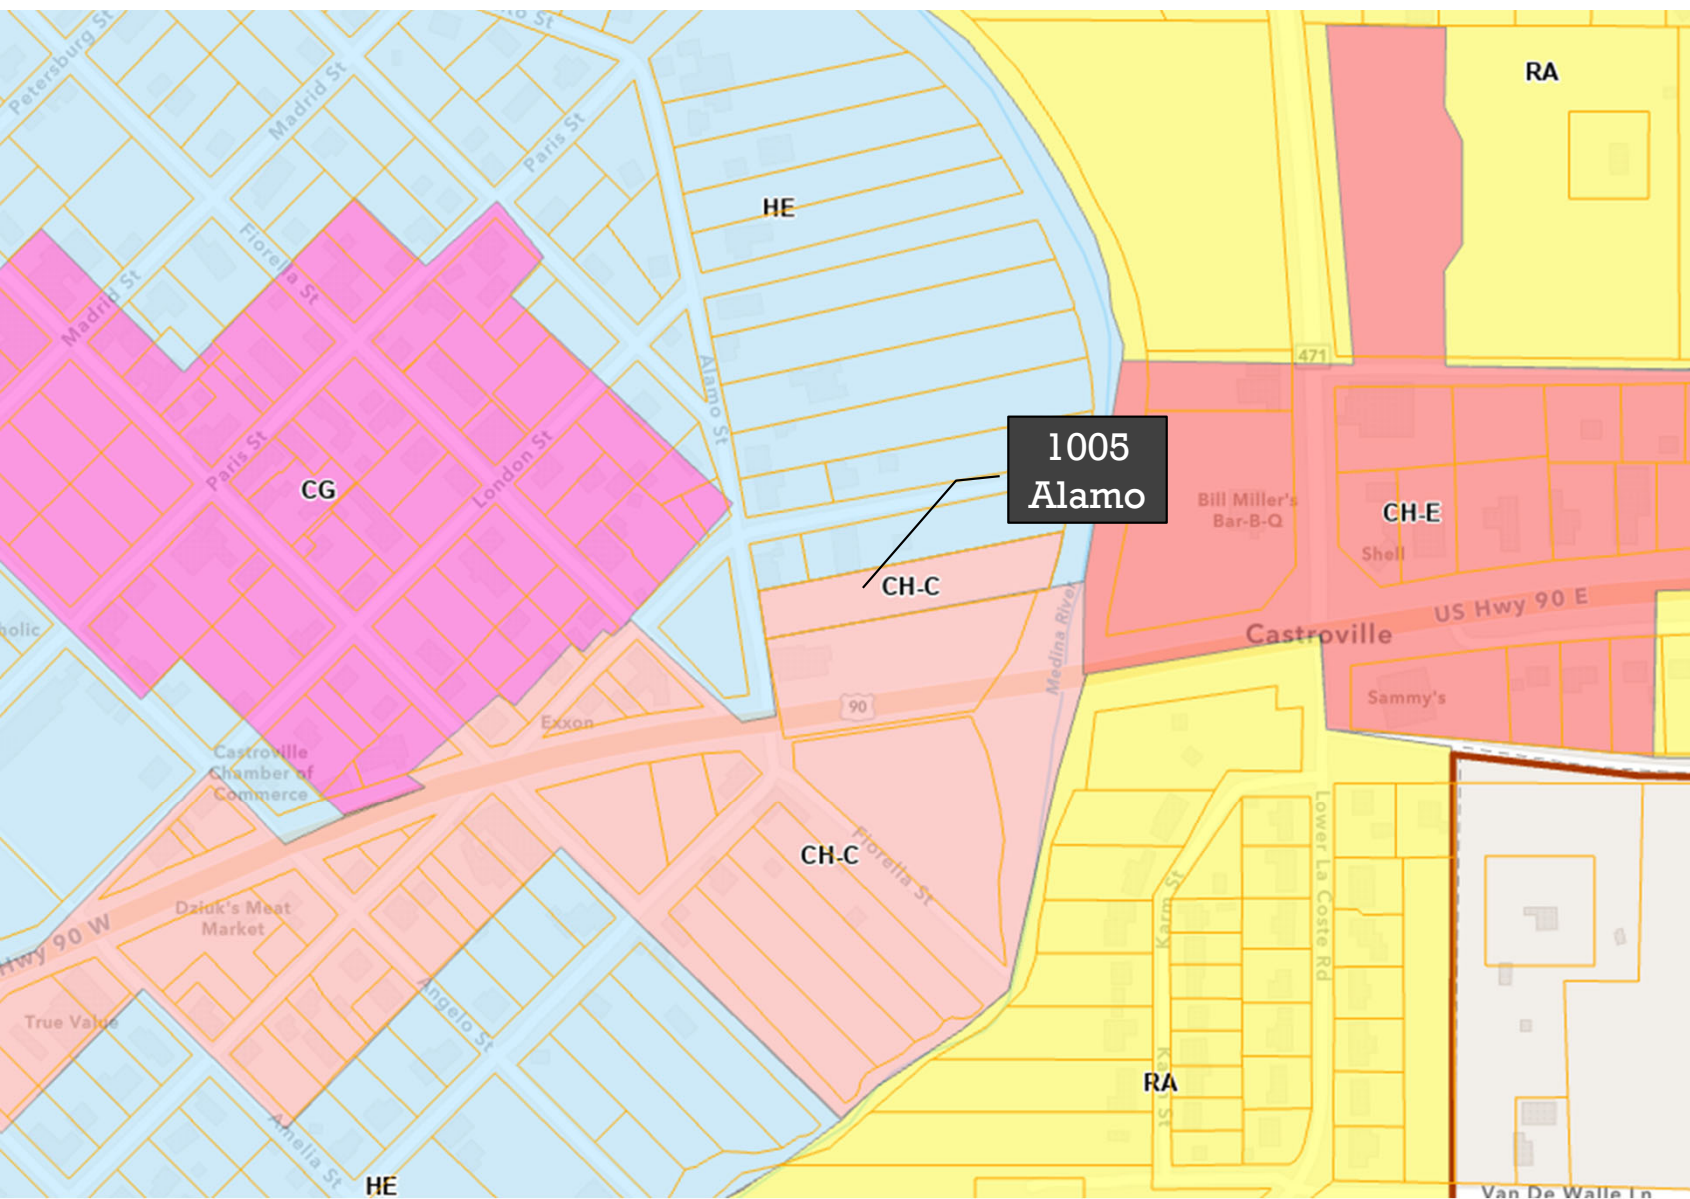 Petersburg St
Madrid St
Paris St
RA
HE
Fiorella St
Madrid St
471
Alamo St
Paris St
London St
CG
1005
Alamo
Bill Miller's
Bar-B-Q
CH-E
Shell
CH-C
US Hwy 90 E
Castroville
Medina River
Sammy's
90
Exxon
Castroville
Chamber of
Commerce
CH-C
Fiorella St
Lower La Coste Rd
Karm St
Dziuk's Meat
Market
Hwy 90 W
True Value
Angelo St
RA
Karm St
Amelia St
HE
Van De Walle Ln